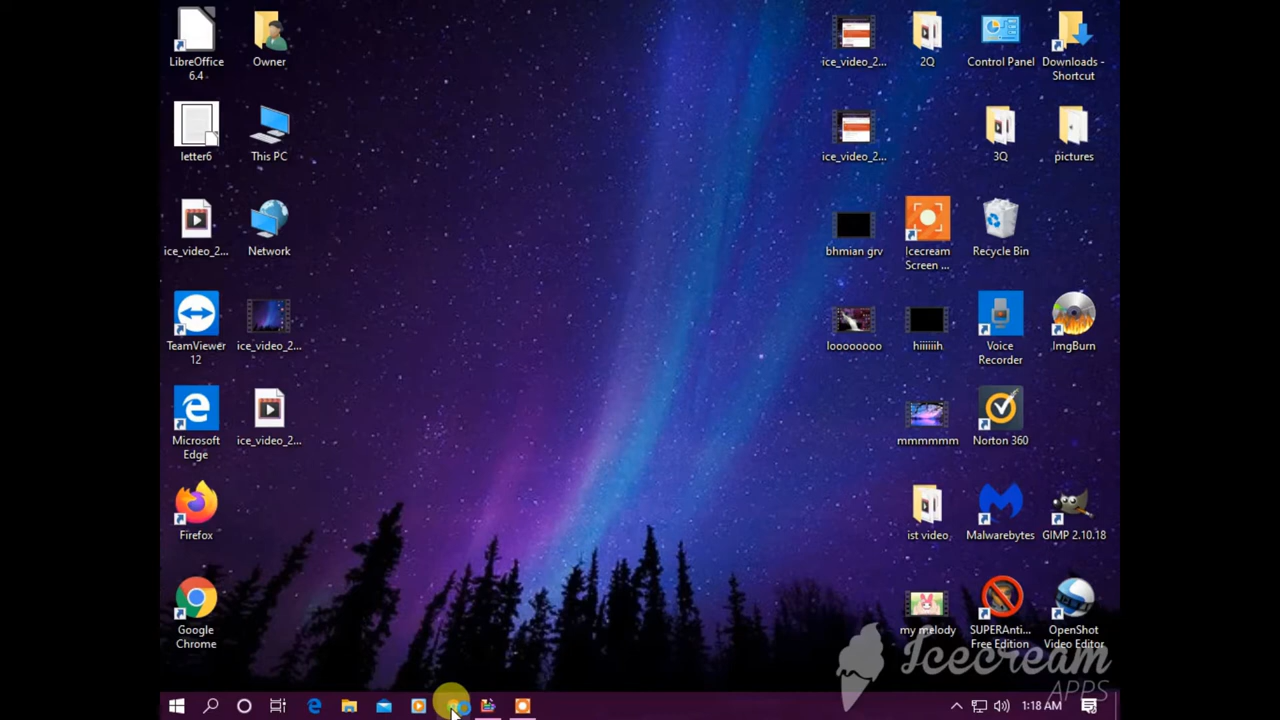 LibreOffice
6.4
Owner
ice_video_2...
2Q
Control Panel
Downloads -
Shortcut
letter6
This PC
ice_video_2...
3Q
pictures
ice_video_2...
Network
bhmian grv
Icecream
Screen ...
Recycle Bin
TeamViewer
12
ice_video_2...
looooooo
hiiiiiih
Voice
Recorder
ImgBurn
Microsoft
Edge
ice_video_2...
mmmmmm
Norton 360
Firefox
ist video
Malwarebytes
GIMP 2.10.18
Google
Chrome
my melody
SUPERAnti...
Free Edition
OpenShot
Video Editor
Icecream
APPS
1:18 AM